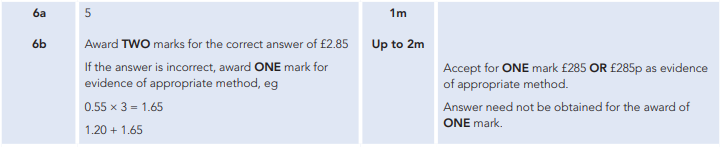 6a 5 1m
6b Award TWO marks for the correct answer of £2.85 Up to 2m
If the answer is incorrect, award ONE mark for
evidence of appropriate method, eg
0.55 × 3 = 1.65
1.20 + 1.65
Accept for ONE mark £285 OR £285p as evidence
of appropriate method.
Answer need not be obtained for the award of
ONE mark.